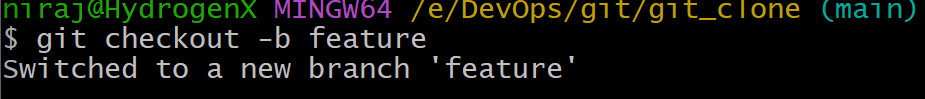 niraj@HydrogenX MINGW64 /e/DevOps/git/git_clone (main)
$ git checkout -b feature
Switched to a new branch 'feature'